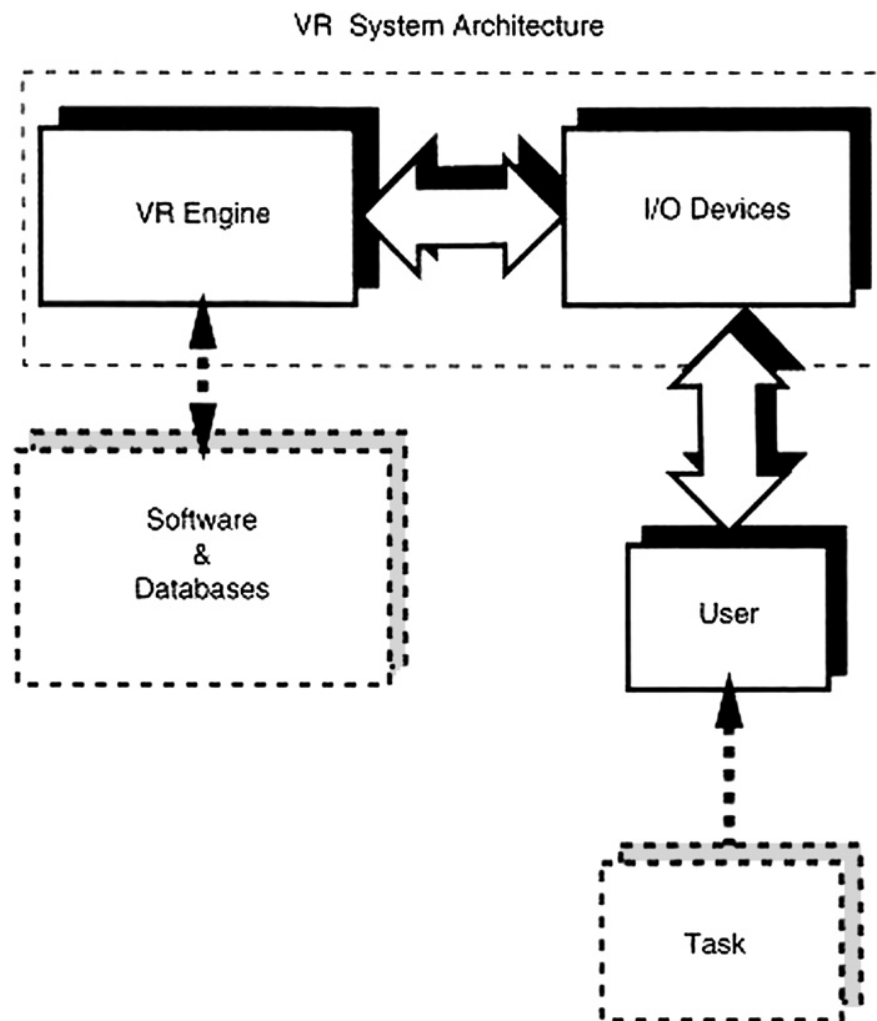 VR System Architecture
VR Engine
I/O Devices
Software
&
Databases
User
Task